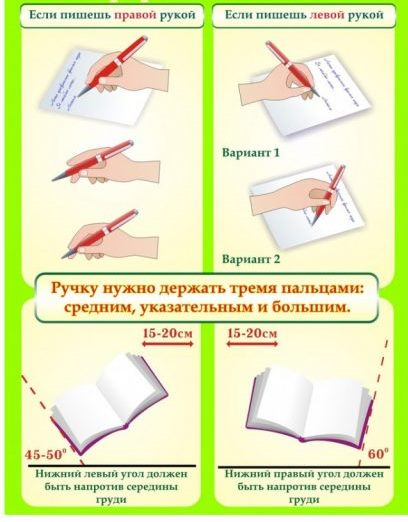 Если пишешь правой рукой
Если пишешь левой рукой
Вариант 1
Вариант 2
Ручку нужно держать тремя пальцами:
средним, указательным и большим.
15-20см
45-50⁰
Нижний левый угол должен
быть напротив середины
груди
15-20см
60⁰
Нижний правый угол должен
быть напротив середины
груди